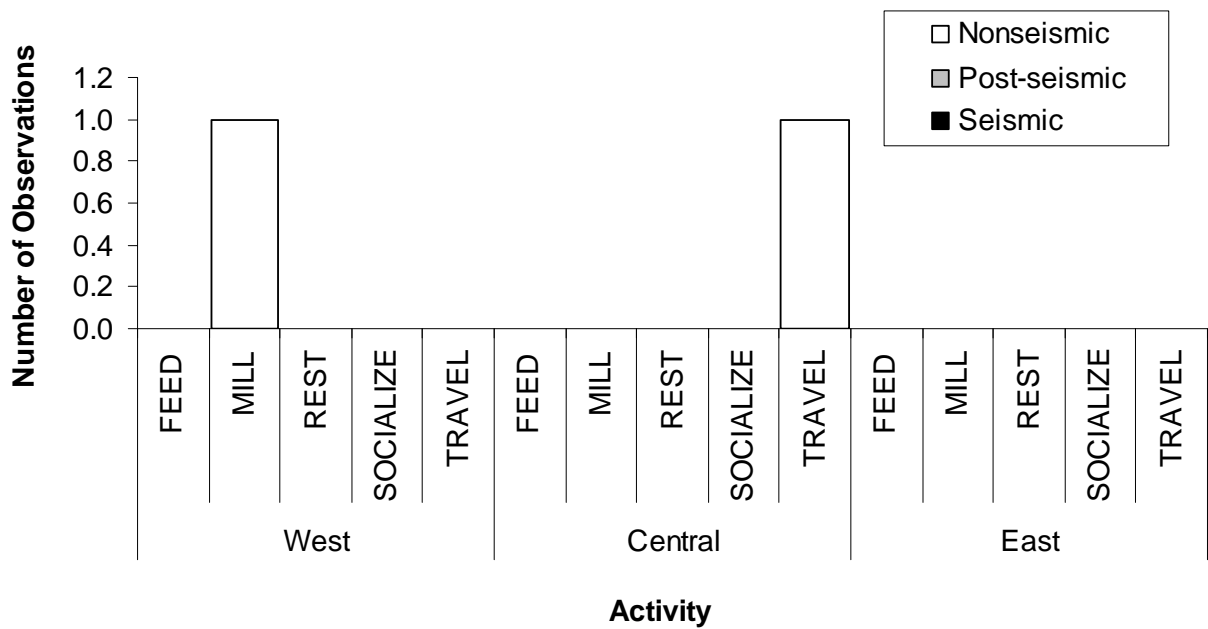 Nonseismic
Post-seismic
Seismic
Number of Observations
1.2
1.0
0.8
0.6
0.4
0.2
0.0
FEED
MILL
REST
SOCIALIZE
TRAVEL
FEED
MILL
REST
SOCIALIZE
TRAVEL
FEED
MILL
REST
SOCIALIZE
TRAVEL
West
Central
East
Activity